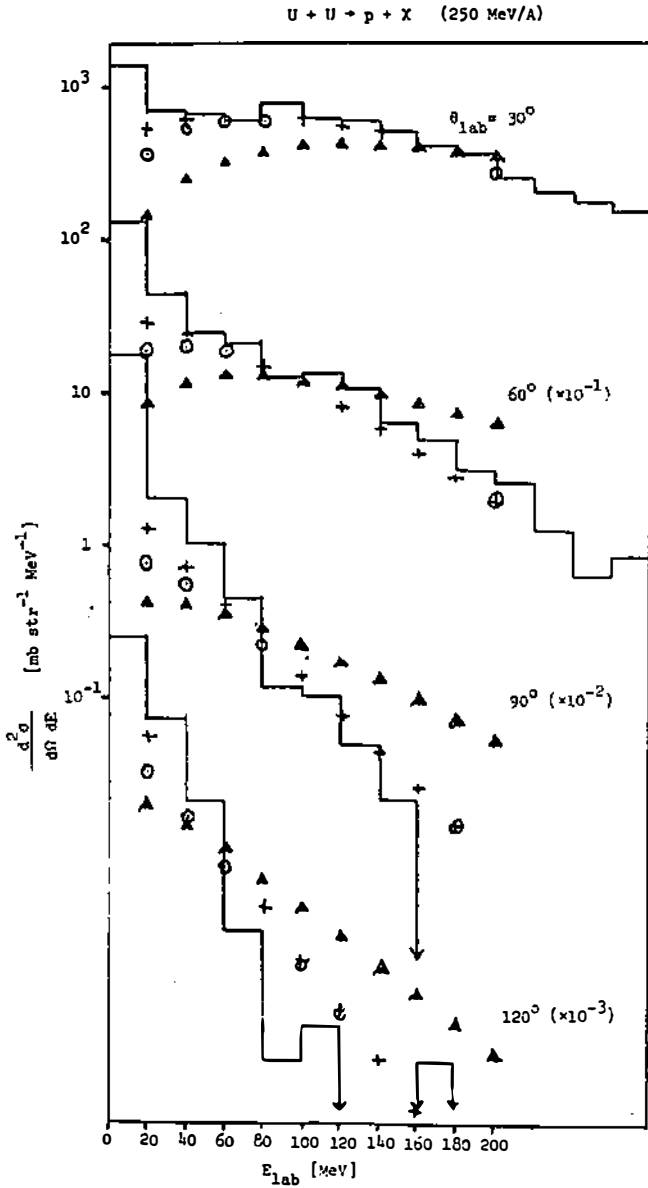 U + U → p + X (250 MeV/A)
10³
θlab = 30°
10²
10
60° (×10⁻¹)
1
10⁻¹
90° (×10⁻²)
120° (×10⁻³)
d²σ / dΩ dE [mb str⁻¹ MeV⁻¹]
0 20 40 60 80 100 120 140 160 180 200
Elab [MeV]